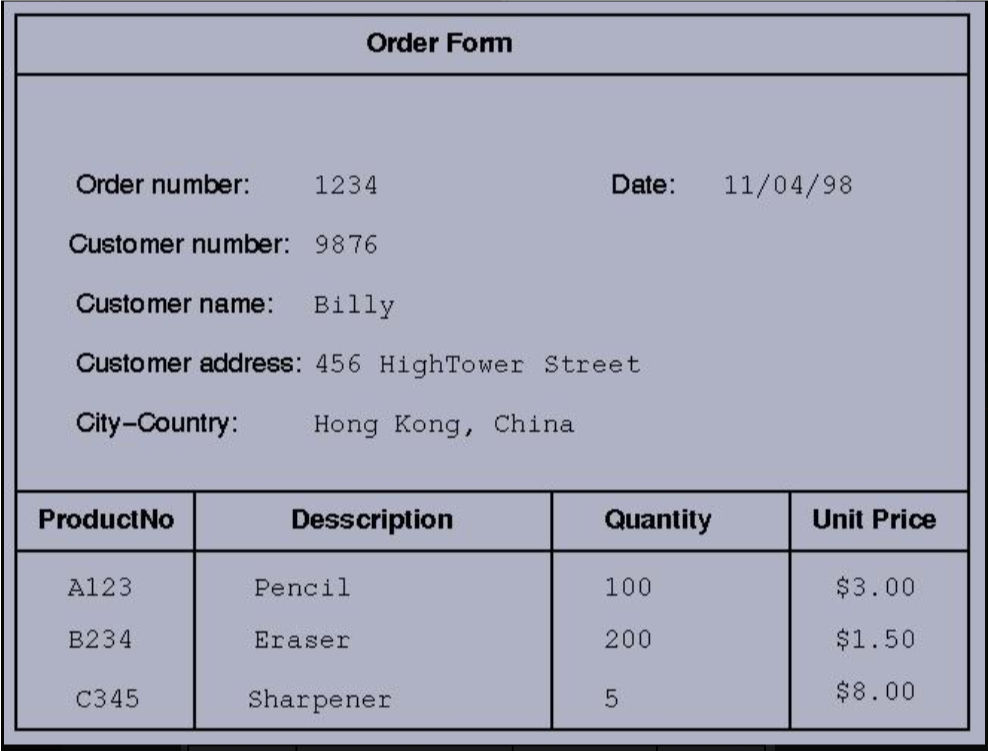 Order Form
Order number: 1234 Date: 11/04/98
Customer number: 9876
Customer name: Billy
Customer address: 456 HighTower Street
City-Country: Hong Kong, China
ProductNo Desscription Quantity Unit Price
A123 Pencil 100 $3.00
B234 Eraser 200 $1.50
C345 Sharpener 5 $8.00